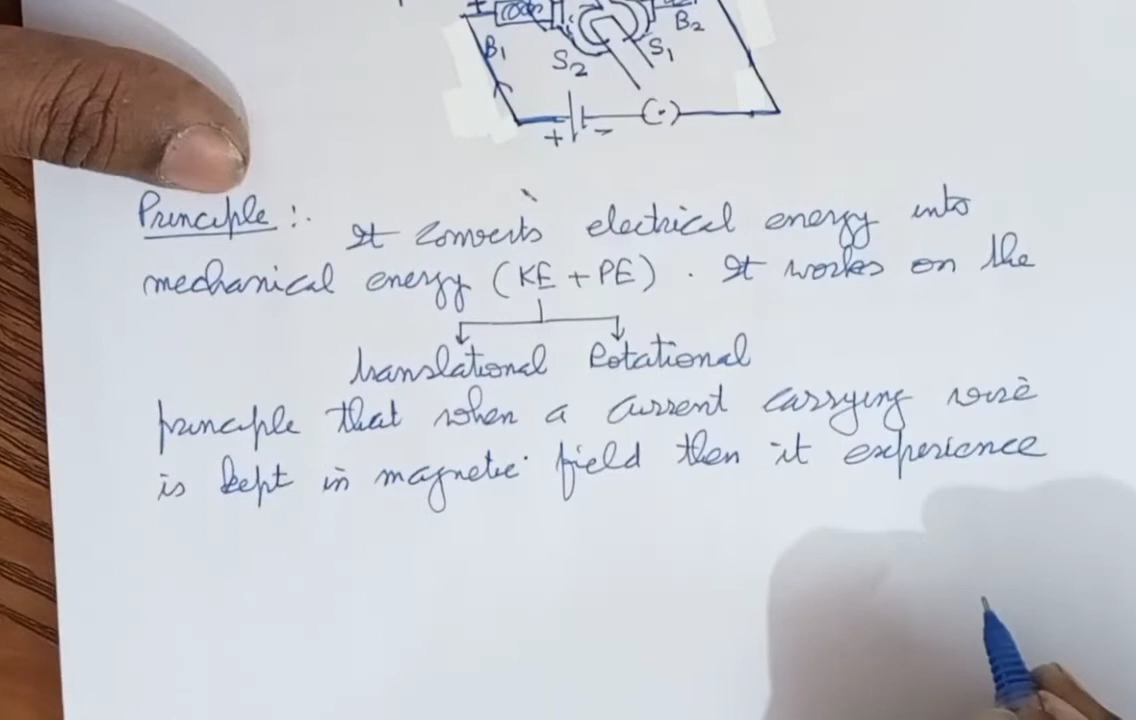 B1 S2 S1 B2
+ -
Principle :. It converts electrical energy into
mechanical energy (KE + PE) . It works on the
translational Rotational
principle that when a current carrying wire
is kept in magnetic field then it experience